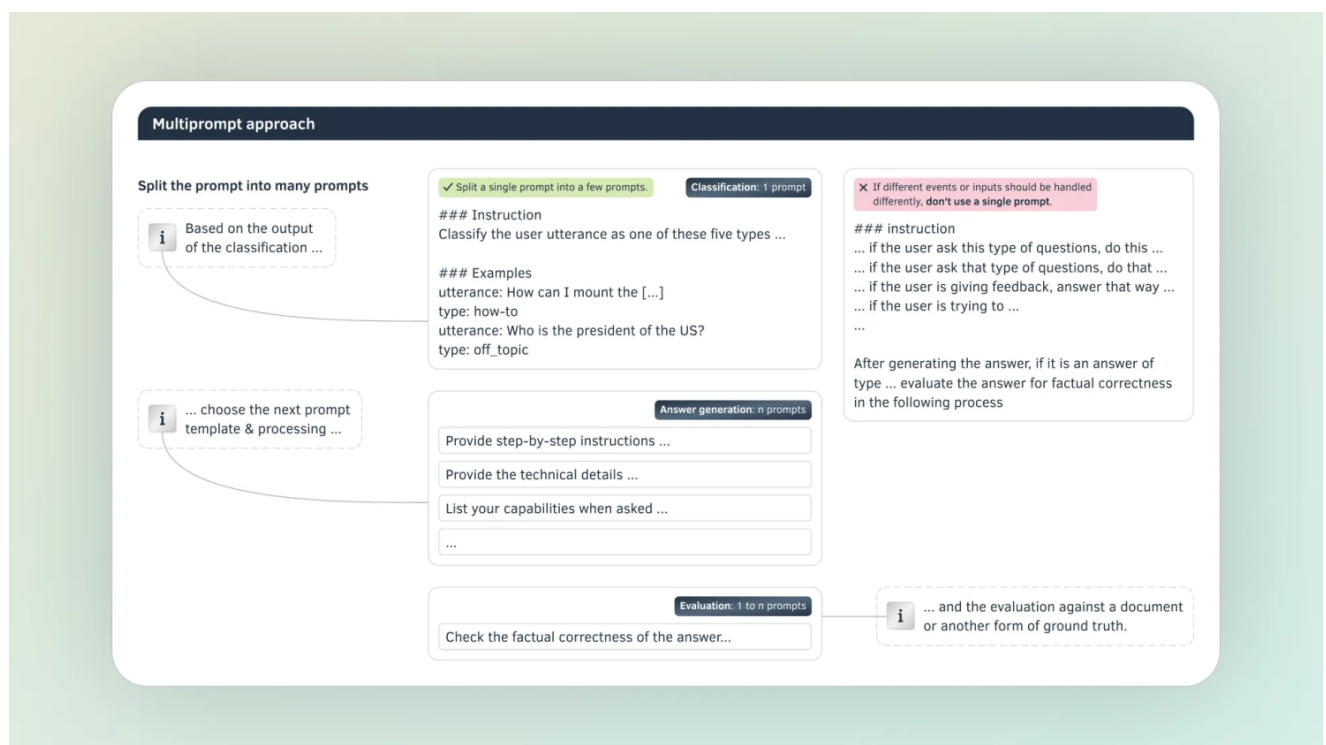 Multiprompt approach
Split the prompt into many prompts
i
Based on the output
of the classification ...
✓ Split a single prompt into a few prompts.
Classification: 1 prompt
### Instruction
Classify the user utterance as one of these five types ...
### Examples
utterance: How can I mount the [...]
type: how-to
utterance: Who is the president of the US?
type: off_topic
✕ If different events or inputs should be handled
differently, don't use a single prompt.
### instruction
... if the user ask this type of questions, do this ...
... if the user ask that type of questions, do that ...
... if the user is giving feedback, answer that way ...
... if the user is trying to ...
...
After generating the answer, if it is an answer of
type ... evaluate the answer for factual correctness
in the following process
i
... choose the next prompt
template & processing ...
Answer generation: n prompts
Provide step-by-step instructions ...
Provide the technical details ...
List your capabilities when asked ...
...
Evaluation: 1 to n prompts
Check the factual correctness of the answer...
i
... and the evaluation against a document
or another form of ground truth.